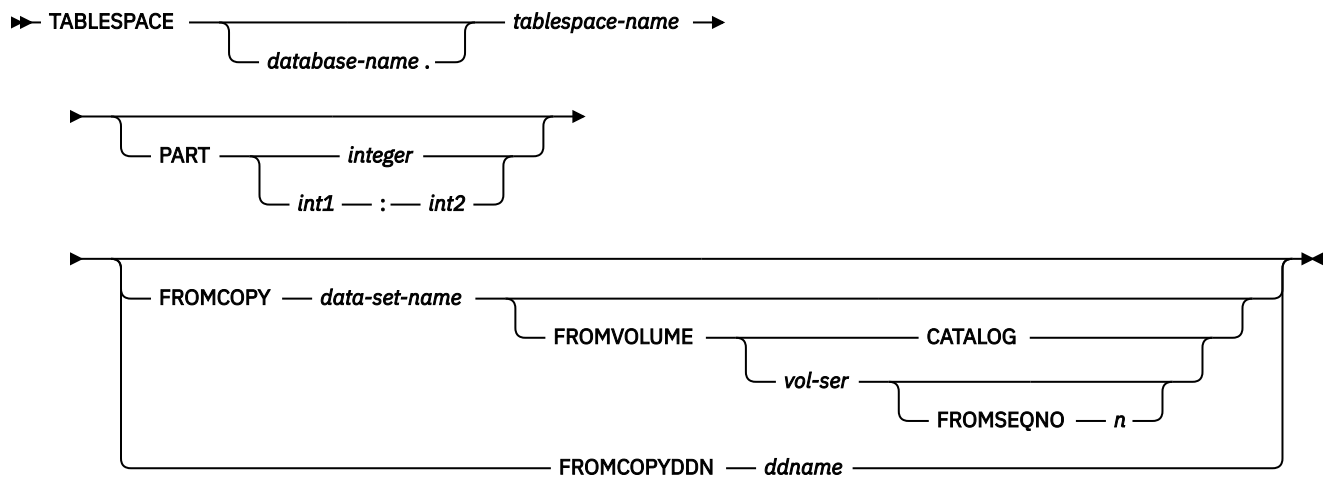 TABLESPACE tablespace-name
database-name .
PART integer
int1 : int2
FROMCOPY data-set-name
FROMVOLUME CATALOG
vol-ser
FROMSEQNO n
FROMCOPYDDN ddname